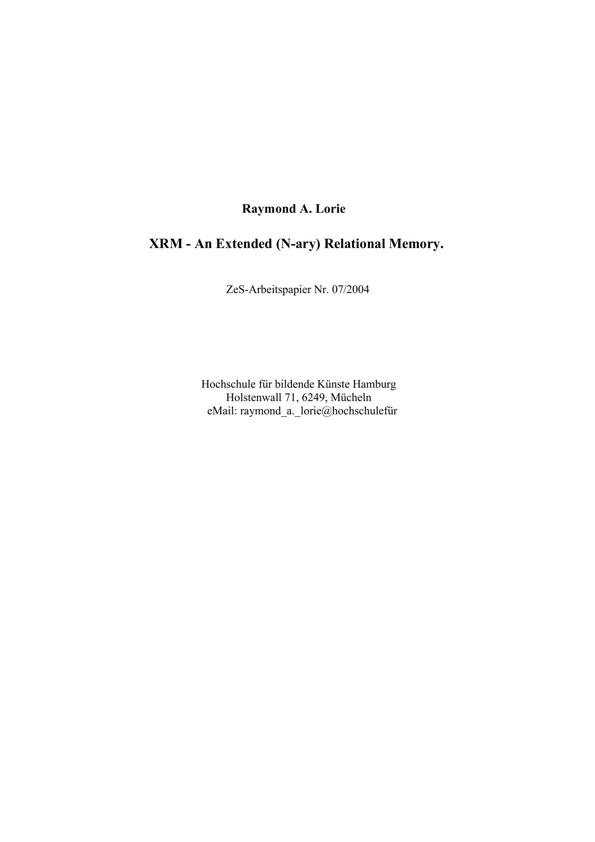 Raymond A. Lorie
XRM - An Extended (N-ary) Relational Memory.
ZeS-Arbeitspapier Nr. 07/2004
Hochschule für bildende Künste Hamburg
Holstenwall 71, 6249, Mücheln
eMail: raymond_a._lorie@hochschulefür